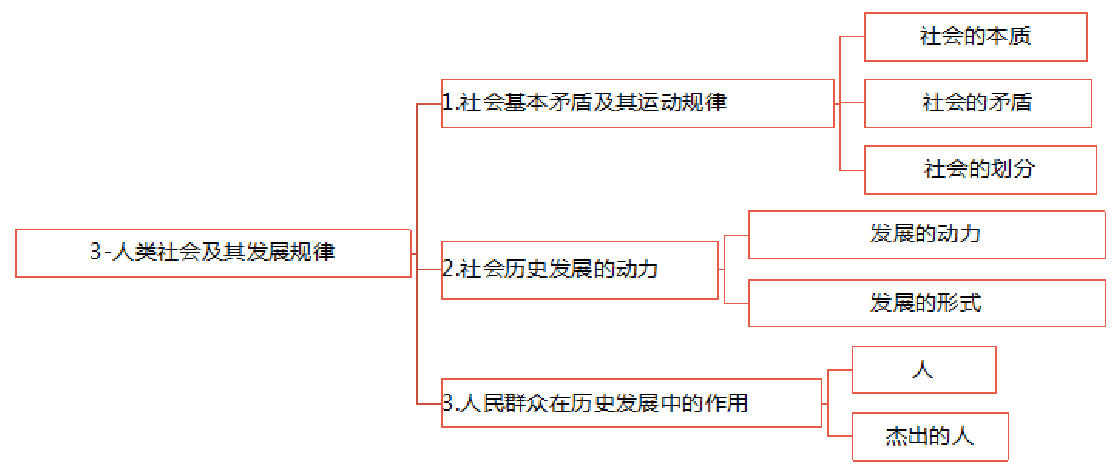 3-人类社会及其发展规律
1.社会基本矛盾及其运动规律
社会的本质
社会的矛盾
社会的划分
2.社会历史发展的动力
发展的动力
发展的形式
3.人民群众在历史发展中的作用
人
杰出的人